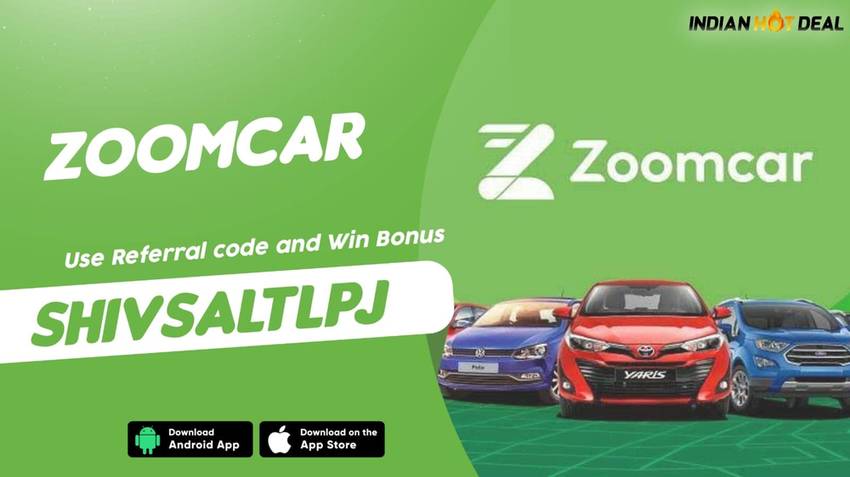 INDIAN HOT DEAL
ZOOMCAR
Zoomcar
Use Referral code and Win Bonus
SHIVSALTLPJ
Polo
YARIS
Download
Android App
Download on the
App Store